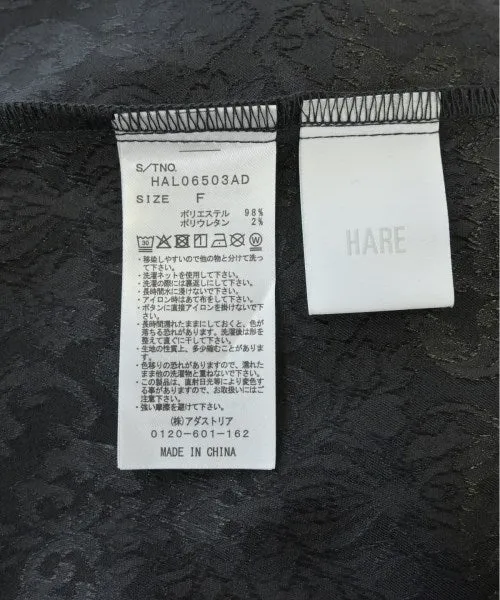 S/TNO.
HAL06503AD
SIZE F
ポリエステル 98%
ポリウレタン 2%
30
・移染しやすいので他の物と分けて洗っ
て下さい。
・洗濯ネットを使用して下さい。
・洗濯の際には裏返しにして下さい。
・長時間水に浸けないで下さい。
・アイロン時はあて布をして下さい。
・ボタンに直接アイロンを掛けないで下
さい。
・長時間濡れたままにしておくと、色が
落ちる恐れがあります。洗濯後は形を
整えて直ぐに干して下さい。
・生地の性質上、多少縮むことがありま
す。
・色移りの恐れがありますので、濡れた
まま他の洗濯物と重ねないで下さい。
・この製品は、直射日光等により変色す
る事がありますので、お取扱いにはご
注意下さい。
・強い摩擦を避けて下さい。
(株)アダストリア
0120-601-162
MADE IN CHINA
HARE